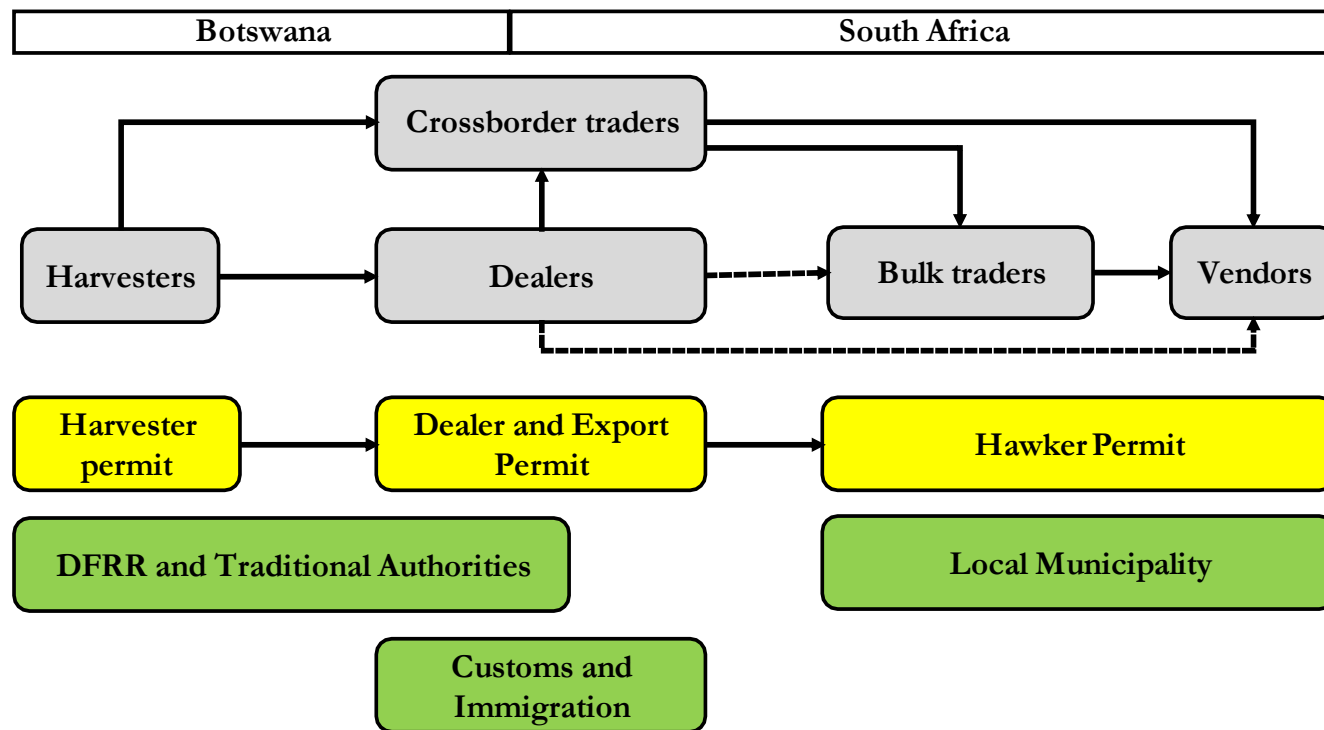 Botswana
South Africa
Crossborder traders
Harvesters
Dealers
Bulk traders
Vendors
Harvester
permit
Dealer and Export
Permit
Hawker Permit
DFRR and Traditional Authorities
Local Municipality
Customs and
Immigration